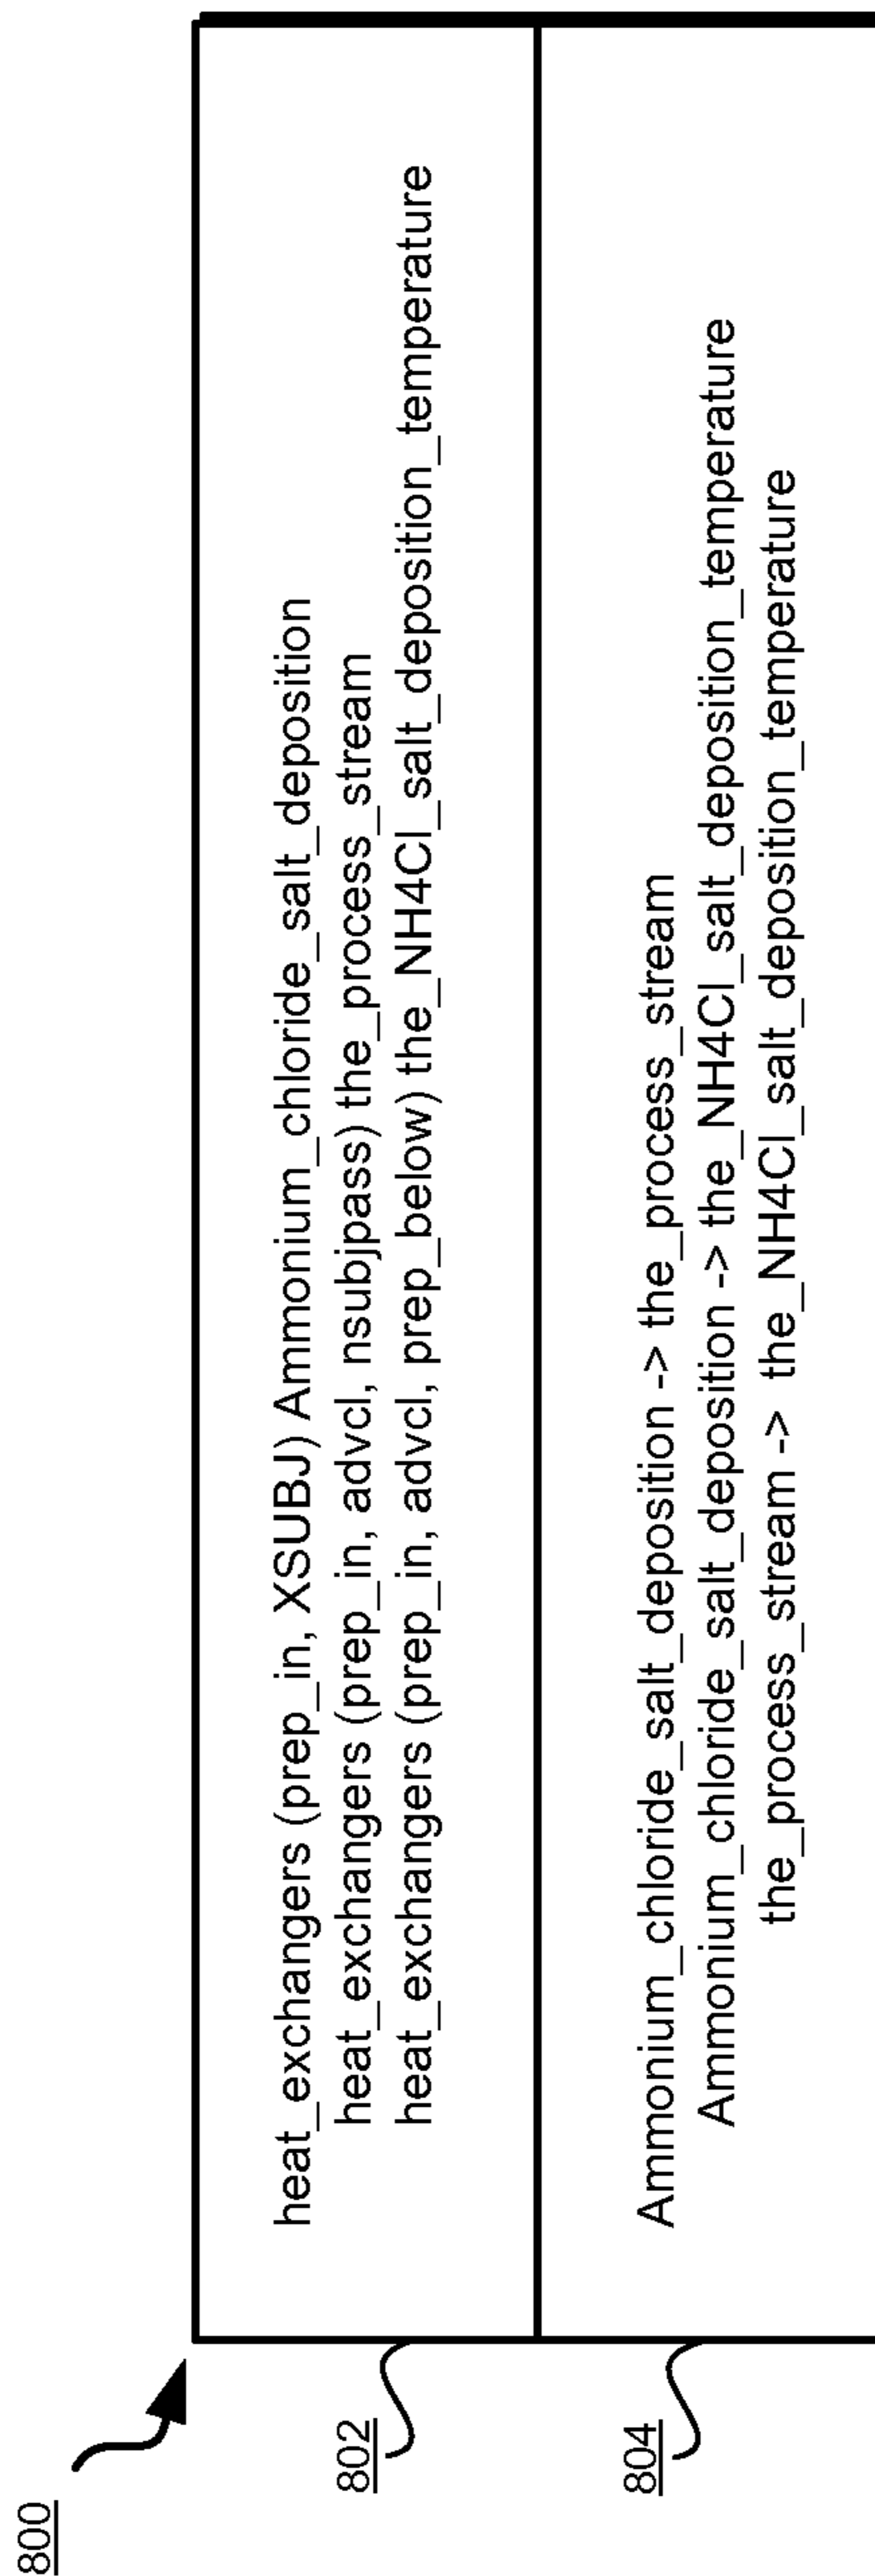 800
802
heat_exchangers (prep_in, XSUBJ) Ammonium_chloride_salt_deposition
heat_exchangers (prep_in, advcl, nsubjpass) the_process_stream
heat_exchangers (prep_in, advcl, prep_below) the_NH4Cl_salt_deposition_temperature
804
Ammonium_chloride_salt_deposition -> the_process_stream
Ammonium_chloride_salt_deposition -> the_NH4Cl_salt_deposition_temperature
the_process_stream -> the_NH4Cl_salt_deposition_temperature